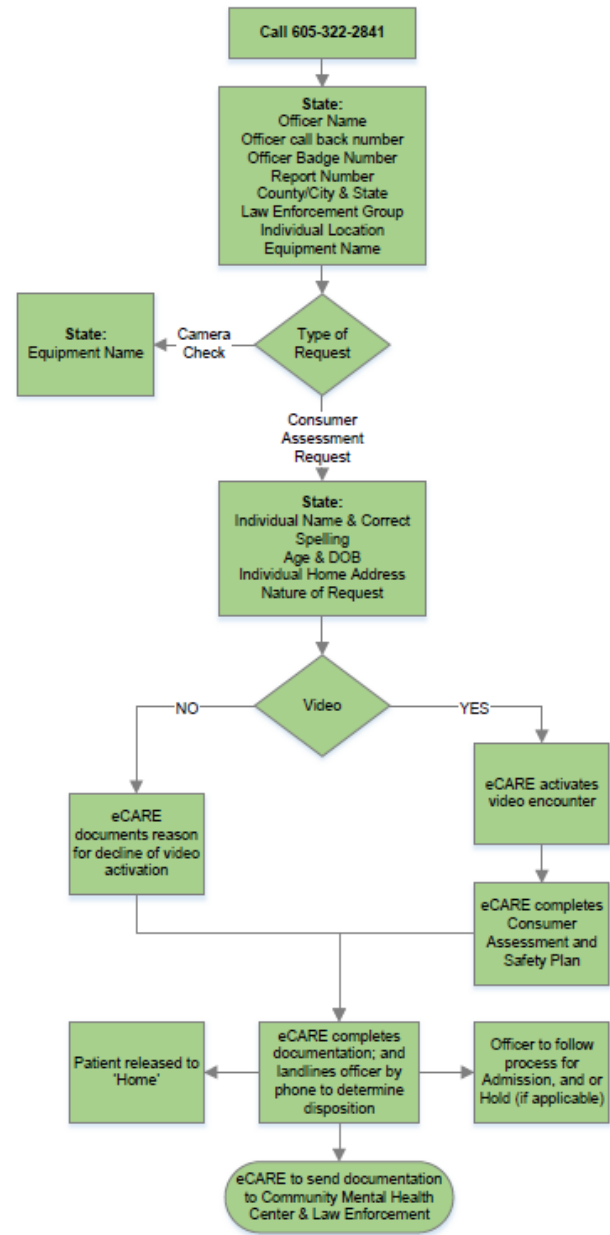 Call 605-322-2841
State:
Officer Name
Officer call back number
Officer Badge Number
Report Number
County/City & State
Law Enforcement Group
Individual Location
Equipment Name
State:
Equipment Name
Camera
Check
Type of
Request
Consumer
Assessment
Request
State:
Individual Name & Correct
Spelling
Age & DOB
Individual Home Address
Nature of Request
NO
Video
YES
eCARE
documents reason
for decline of video
activation
eCARE activates
video encounter
eCARE completes
Consumer
Assessment and
Safety Plan
Patient released to
'Home'
eCARE completes
documentation; and
landlines officer by
phone to determine
disposition
Officer to follow
process for
Admission, and or
Hold (if applicable)
eCARE to send documentation
to Community Mental Health
Center & Law Enforcement